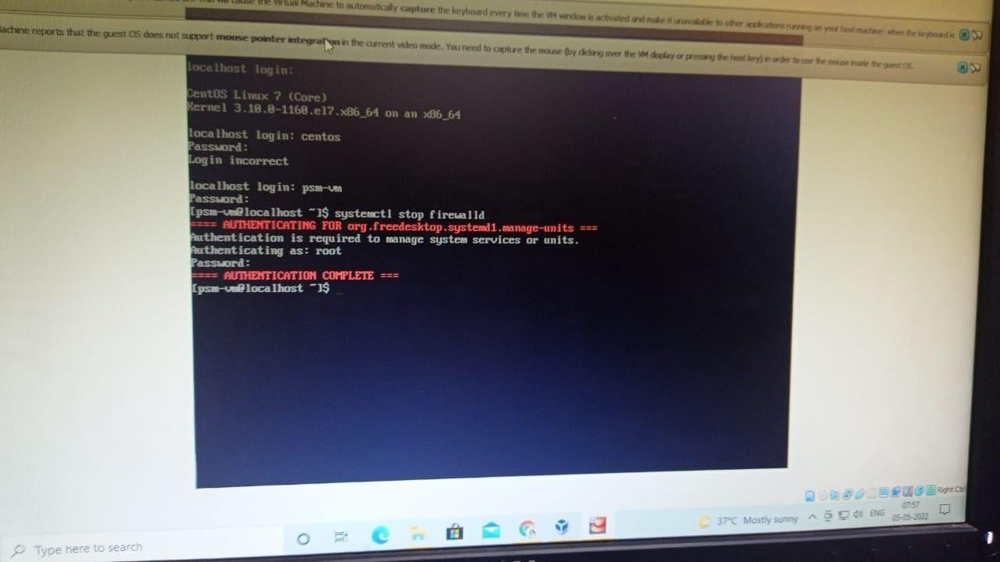 the Virtual Machine to automatically capture the keyboard every time the VM window is activated and make it unavailable to other applications running on your host machine: when the keyboard is
achine reports that the guest OS does not support mouse pointer integration in the current video mode. You need to capture the mouse (by clicking over the VM display or pressing the host key) in order to use the mouse inside the guest OS.
localhost login:
CentOS Linux 7 (Core)
Kernel 3.10.0-1160.el7.x86_64 on an x86_64
localhost login: centos
Password:
Login incorrect
localhost login: psm-vm
Password:
[psm-vm@localhost ~]$ systemctl stop firewalld
==== AUTHENTICATING FOR org.freedesktop.systemd1.manage-units ===
Authentication is required to manage system services or units.
Authenticating as: root
Password:
==== AUTHENTICATION COMPLETE ===
[psm-vm@localhost ~]$ _
Right Ctrl
Type here to search
37°C Mostly sunny
ENG
07:57
05-05-2022